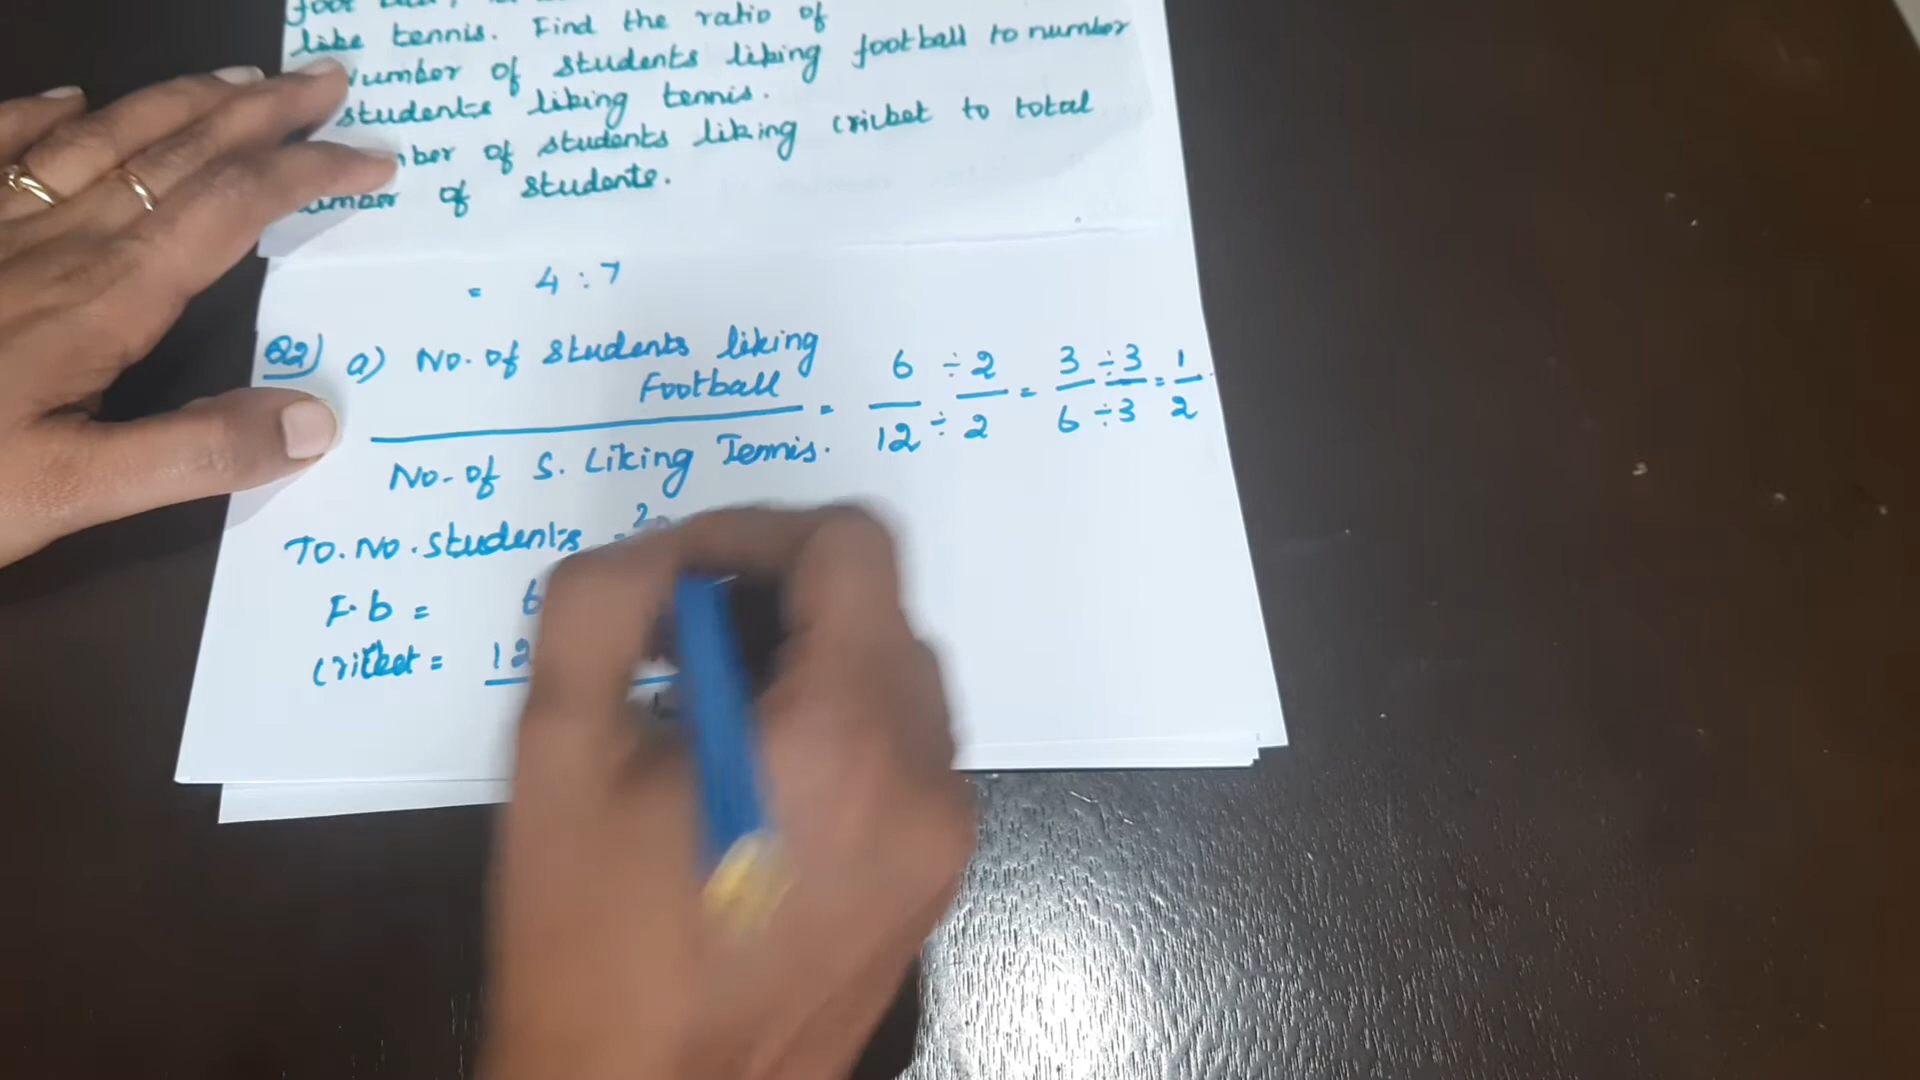 like tennis. Find the ratio of
Number of students liking football to number
students liking tennis.
of students liking cricket to total
of students.
= 4 : 7
Q2) a) No. of students liking
Football
= 6 ÷ 2 = 3 ÷ 3 = 1
12 ÷ 2 6 ÷ 3 2
No. of S. Liking Tennis.
To. No. students =
F.b = 6
Cricket = 12